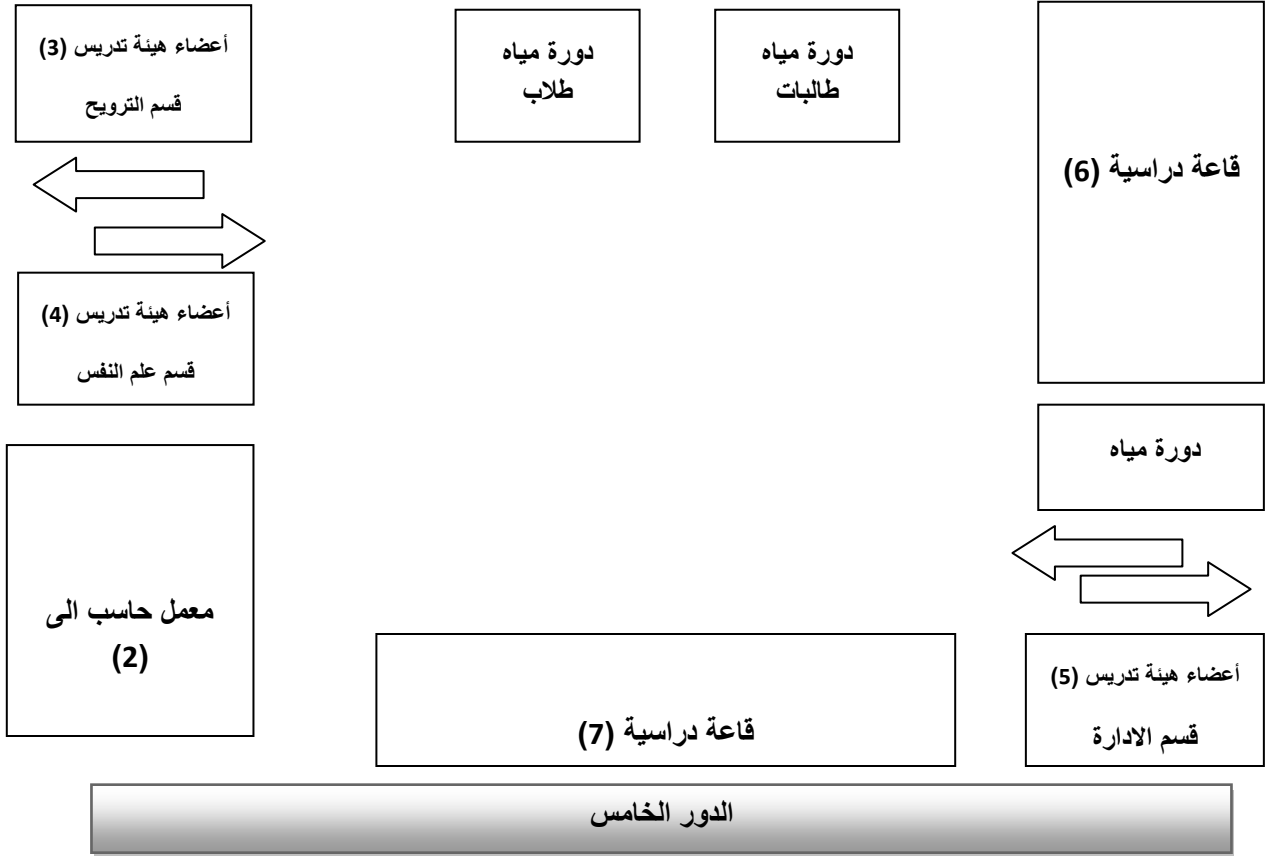 قاعة دراسية (6)
دورة مياه
طالبات
دورة مياه
طلاب
أعضاء هيئة تدريس (3)
قسم الترويح
أعضاء هيئة تدريس (4)
قسم علم النفس
دورة مياه
معمل حاسب الى
(2)
أعضاء هيئة تدريس (5)
قسم الادارة
قاعة دراسية (7)
الدور الخامس